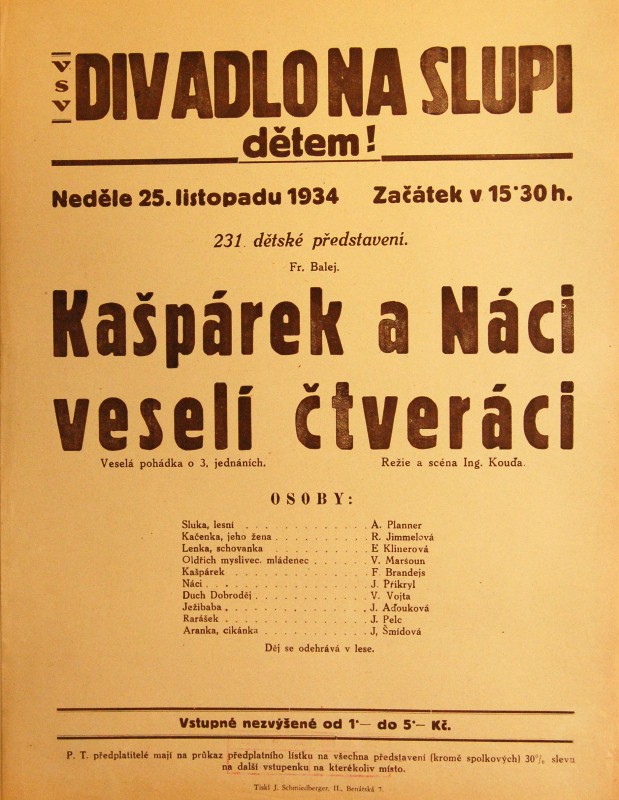 VSV
DIVADLO NA SLUPI
dětem!
Neděle 25. listopadu 1934 Začátek v 15·30 h.
231. dětské představení.
Fr. Balej.
Kašpárek a Náci
veselí čtveráci
Veselá pohádka o 3, jednáních. Režie a scéna Ing. Kouďa.
OSOBY:
Sluka, lesní . . . . . . . . . . . . A. Planner
Kačenka, jeho žena . . . . . . . . . R. Jimmelová
Lenka, schovanka . . . . . . . . . . E Klinerová
Oldřich myslivec. mládenec . . . . . V. Maršoun
Kašpárek . . . . . . . . . . . . . . F. Brandejs
Náci . . . . . . . . . . . . . . . . J. Přikryl
Duch Dobroděj . . . . . . . . . . . V. Vojta
Ježibaba . . . . . . . . . . . . . . J. Aďouková
Rarášek . . . . . . . . . . . . . . J. Pelc
Aranka, cikánka . . . . . . . . . . J, Šmídová
Děj se odehrává v lese.
Vstupné nezvýšené od 1·— do 5·— Kč.
P. T. předplatitelé mají na průkaz předplatního lístku na všechna představení (kromě spolkových) 30% slevu
na další vstupenku na kterékoliv místo.
Tiskl J. Schmiedberger, II., Benátská 7.